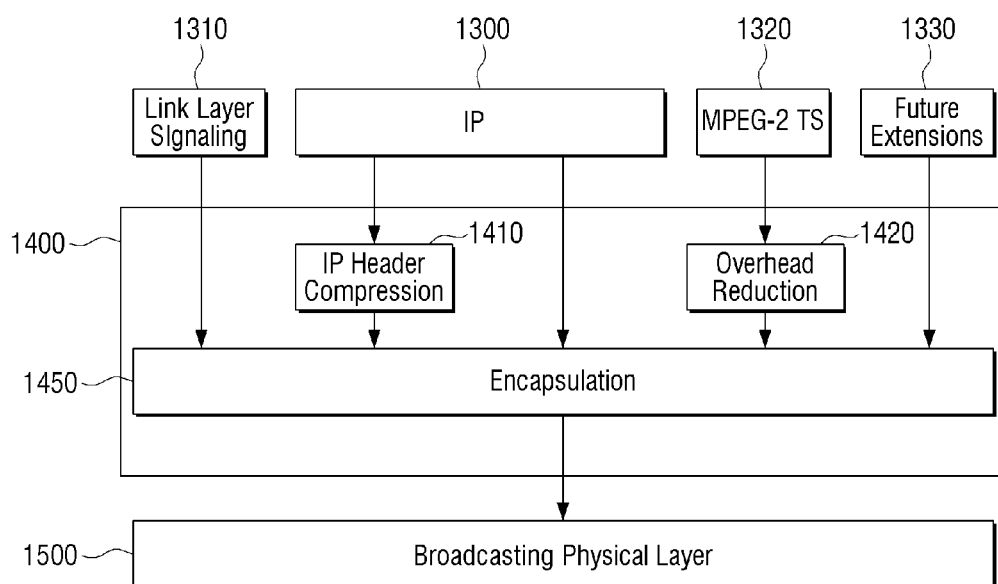 1310
1300
1320
1330
Link Layer
SIgnaling
IP
MPEG-2 TS
Future
Extensions
1400
1410
1420
IP Header
Compression
Overhead
Reduction
1450
Encapsulation
1500
Broadcasting Physical Layer